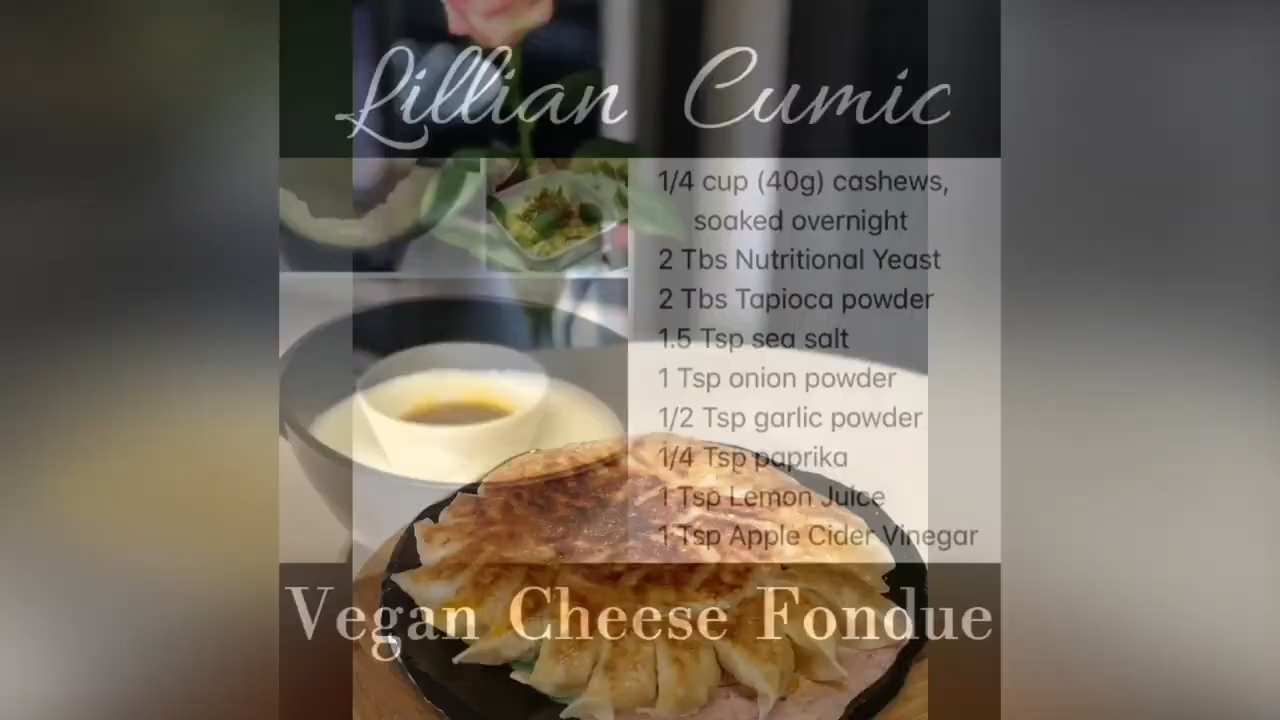 Lillian Cumic
1/4 cup (40g) cashews,
soaked overnight
2 Tbs Nutritional Yeast
2 Tbs Tapioca powder
1.5 Tsp sea salt
1 Tsp onion powder
1/2 Tsp garlic powder
1/4 Tsp paprika
1 Tsp Lemon Juice
1 Tsp Apple Cider Vinegar
Vegan Cheese Fondue